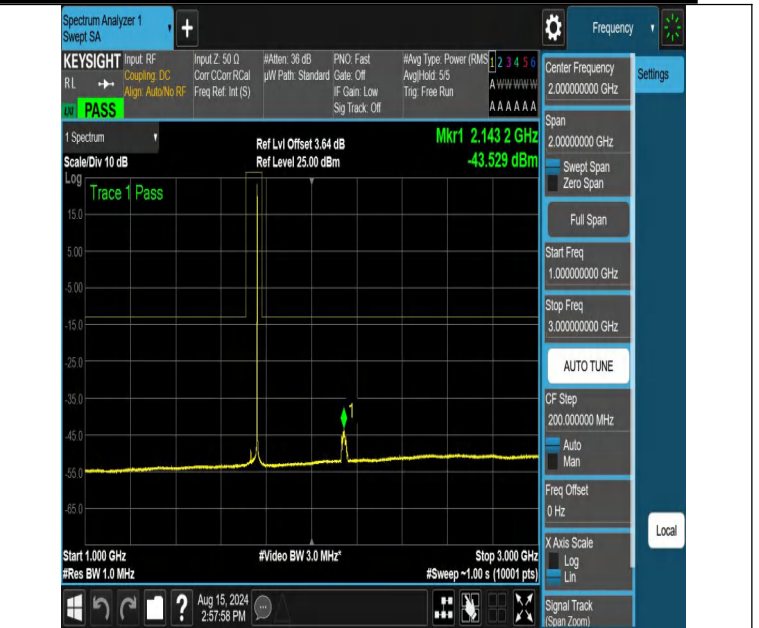 Spectrum Analyzer 1
Swept SA
+
Frequency
KEYSIGHT
RL
PASS
Input: RF
Coupling: DC
Align: Auto/No RF
Input Z: 50 Ω
Corr CCorr RCal
Freq Ref: Int (S)
#Atten: 36 dB
µW Path: Standard
PNO: Fast
Gate: Off
IF Gain: Low
Sig Track: Off
#Avg Type: Power (RMS
Avg|Hold: 5/5
Trig: Free Run
1 2 3 4 5 6
A W W W W W
A A A A A A
1 Spectrum
Scale/Div 10 dB
Ref Lvl Offset 3.64 dB
Ref Level 25.00 dBm
Mkr1 2.143 2 GHz
-43.529 dBm
Log
Trace 1 Pass
15.0
5.00
-5.00
-15.0
-25.0
-35.0
1
-45.0
-55.0
-65.0
Start 1.000 GHz
#Res BW 1.0 MHz
#Video BW 3.0 MHz*
Stop 3.000 GHz
#Sweep ~1.00 s (10001 pts)
Center Frequency
2.000000000 GHz
Settings
Span
2.00000000 GHz
Swept Span
Zero Span
Full Span
Start Freq
1.000000000 GHz
Stop Freq
3.000000000 GHz
AUTO TUNE
CF Step
200.000000 MHz
Auto
Man
Freq Offset
0 Hz
X Axis Scale
Log
Lin
Local
Signal Track
(Span Zoom)
?
Aug 15, 2024
2:57:58 PM